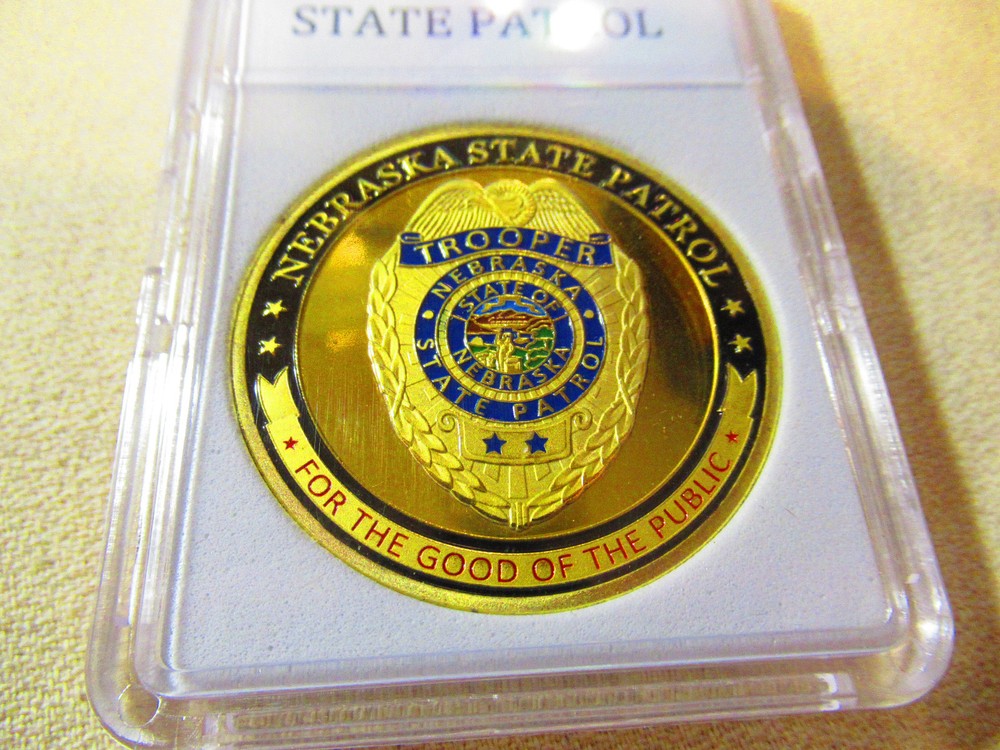 STATE PATROL
NEBRASKA STATE PATROL
TROOPER
NEBRASKA
STATE OF
NEBRASKA
STATE PATROL
FOR THE GOOD OF THE PUBLIC